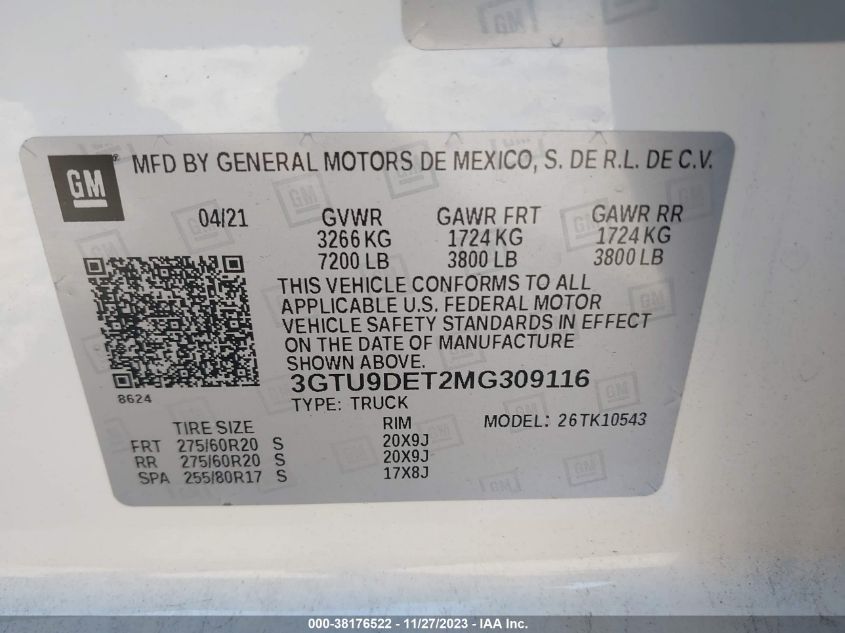 GM
GM ® MFD BY GENERAL MOTORS DE MEXICO, S. DE R.L. DE C.V.
04/21 GVWR GAWR FRT GAWR RR
3266 KG 1724 KG 1724 KG
7200 LB 3800 LB 3800 LB
THIS VEHICLE CONFORMS TO ALL
APPLICABLE U.S. FEDERAL MOTOR
VEHICLE SAFETY STANDARDS IN EFFECT
ON THE DATE OF MANUFACTURE
SHOWN ABOVE.
3GTU9DET2MG309116
8624
TYPE: TRUCK
TIRE SIZE RIM MODEL: 26TK10543
FRT 275/60R20 S 20X9J
RR 275/60R20 S 20X9J
SPA 255/80R17 S 17X8J
000-38176522 - 11/27/2023 - IAA Inc.